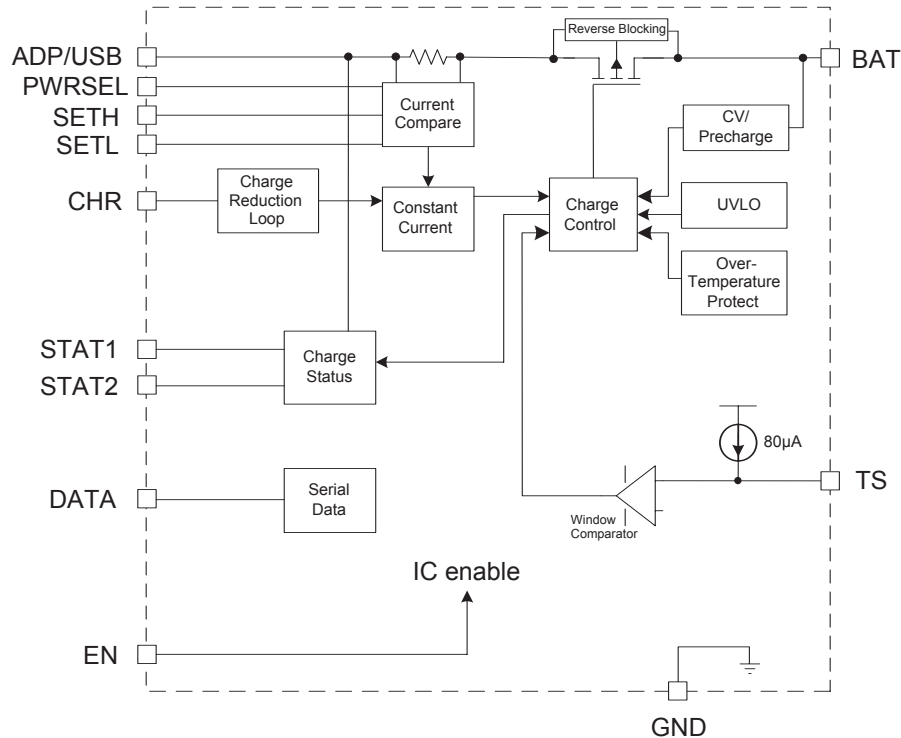 Reverse Blocking
ADP/USB
BAT
PWRSEL
SETH
SETL
Current
Compare
CV/
Precharge
CHR
Charge
Reduction
Loop
Constant
Current
Charge
Control
UVLO
Over-
Temperature
Protect
STAT1
STAT2
Charge
Status
80µA
DATA
Serial
Data
TS
Window
Comparator
IC enable
EN
GND